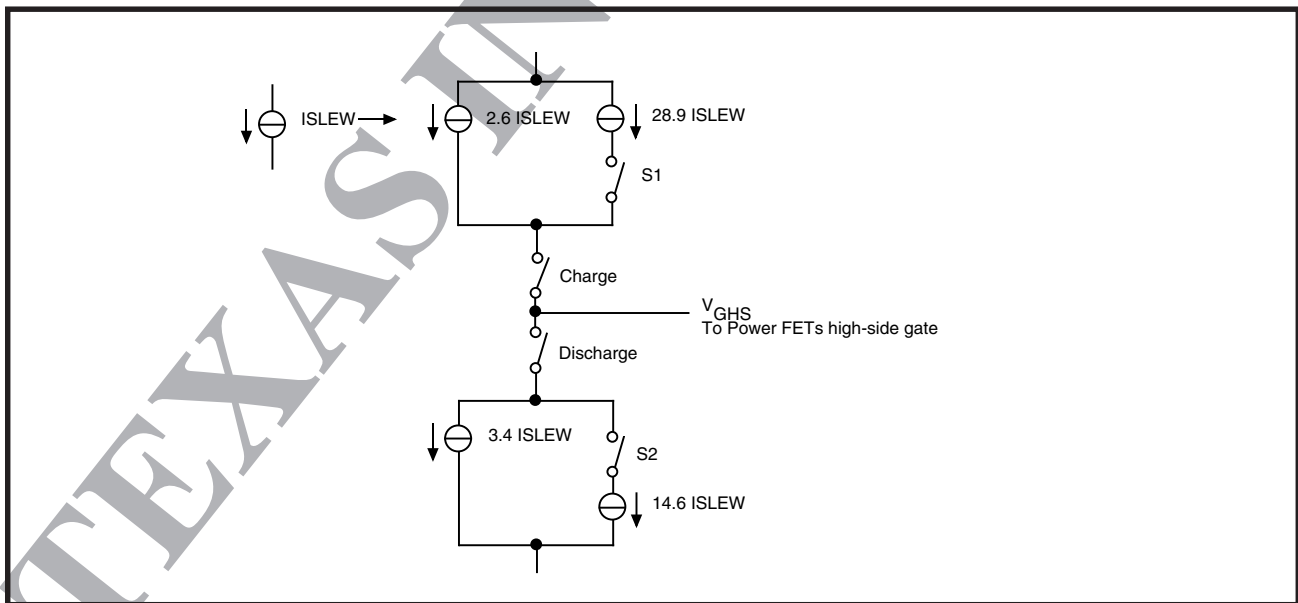 ISLEW
2.6 ISLEW
28.9 ISLEW
S1
Charge
VGHS
To Power FETs high-side gate
Discharge
3.4 ISLEW
S2
14.6 ISLEW
TEXAS IN